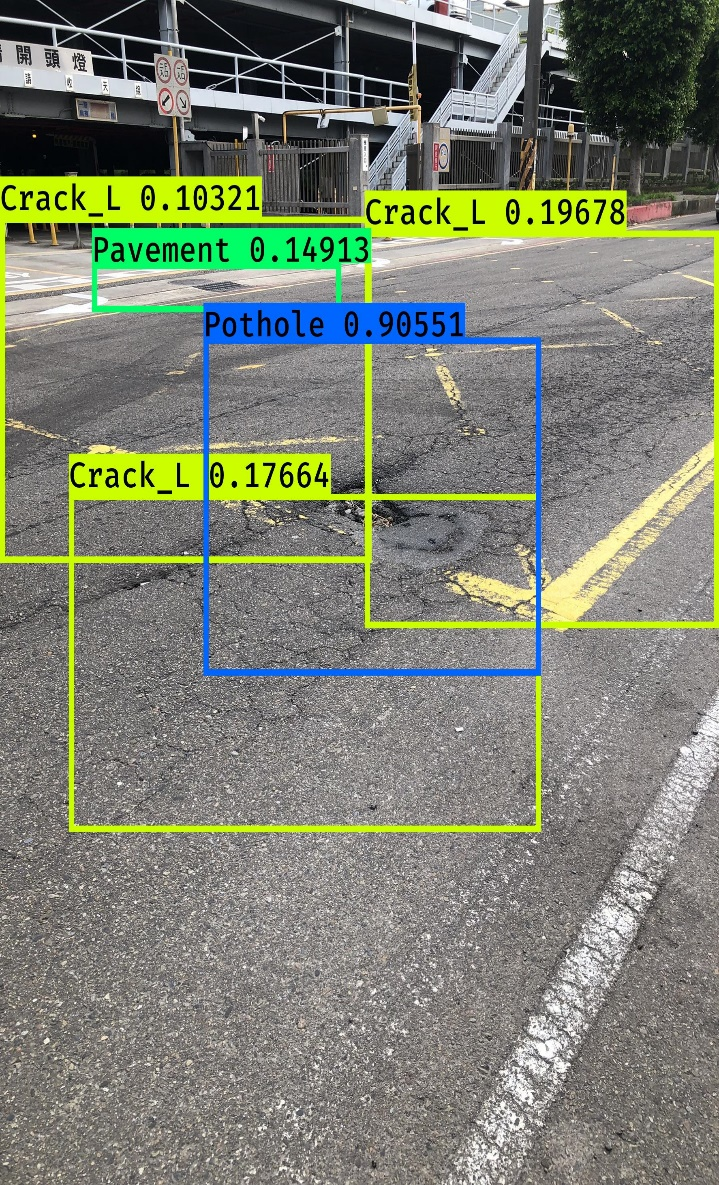 開頭燈
Crack_L 0.10321
Crack_L 0.19678
Pavement 0.14913
Pothole 0.90551
Crack_L 0.17664